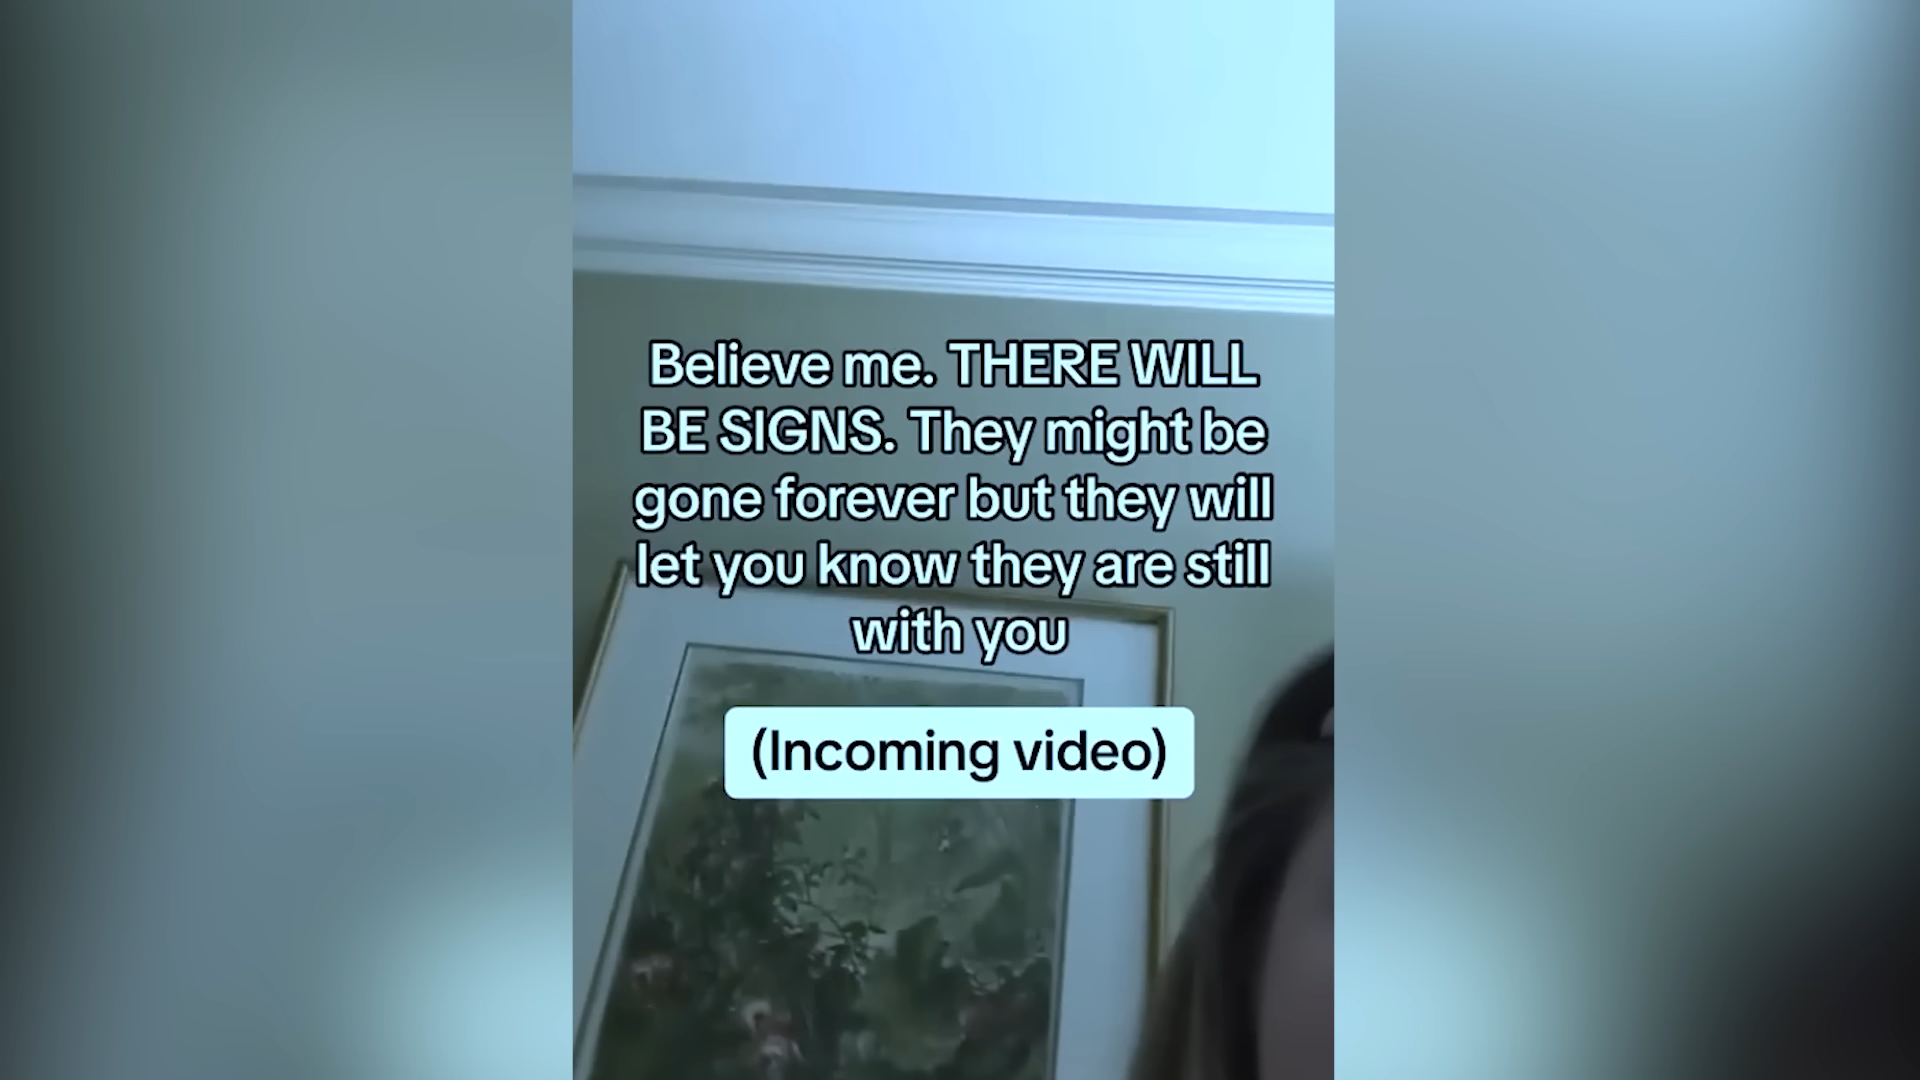 Believe me. THERE WILL
BE SIGNS. They might be
gone forever but they will
let you know they are still
with you
(Incoming video)